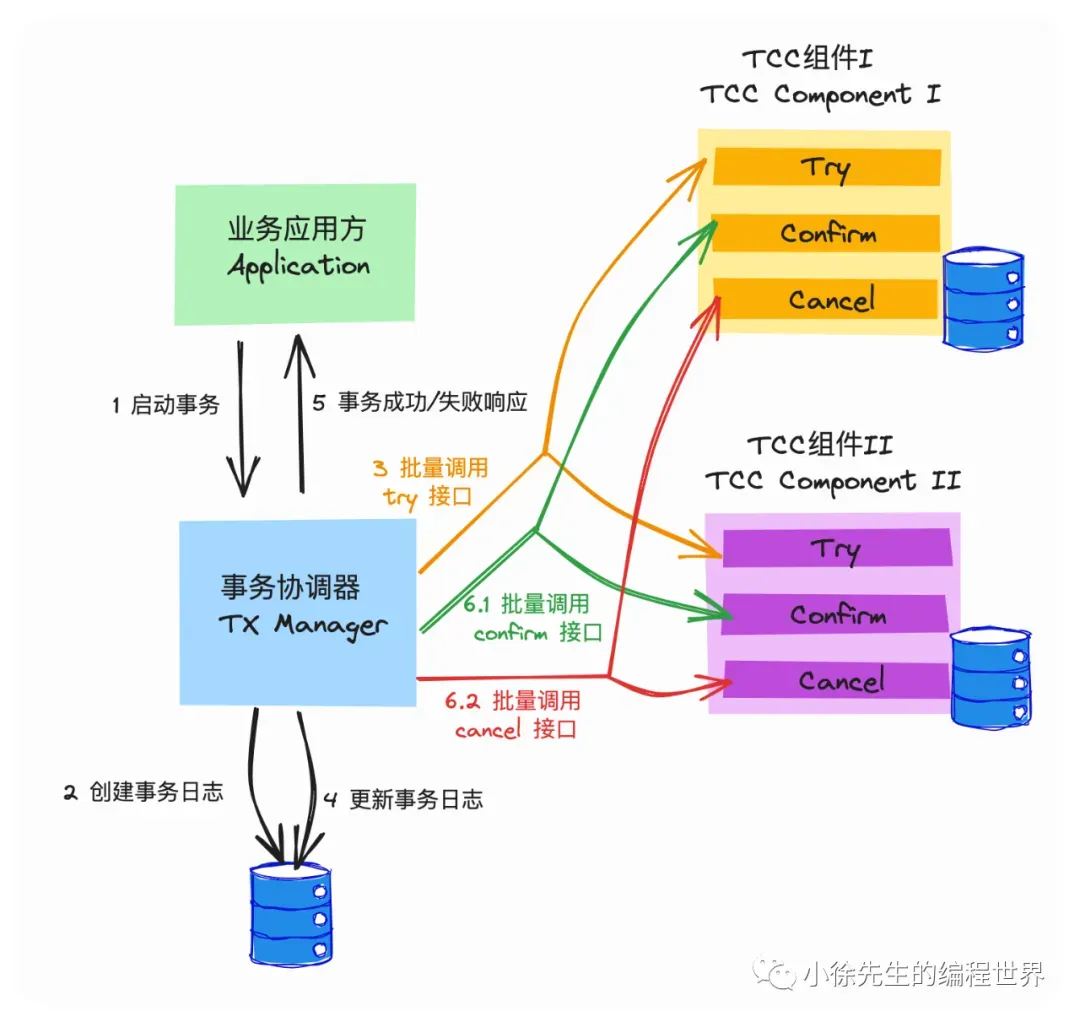 TCC组件I
TCC Component I
Try
Confirm
Cancel
业务应用方
Application
1 启动事务
5 事务成功/失败响应
3 批量调用
try 接口
TCC组件II
TCC Component II
Try
Confirm
Cancel
事务协调器
TX Manager
6.1 批量调用
confirm 接口
6.2 批量调用
cancel 接口
2 创建事务日志
4 更新事务日志
小徐先生的编程世界